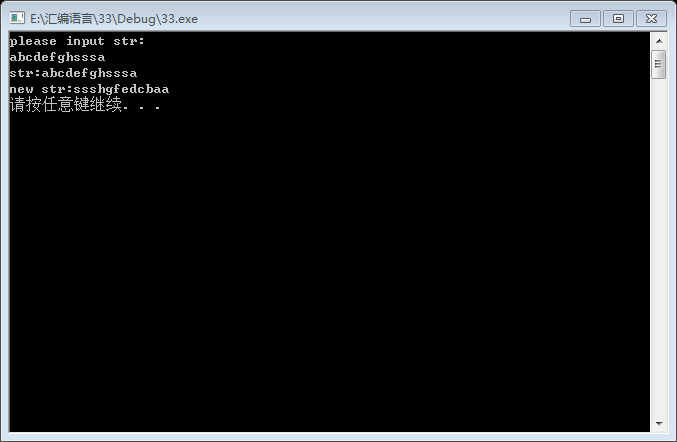 E:\汇编语言\33\Debug\33.exe
please input str:
abcdefghsssa
str:abcdefghsssa
new str:ssshgfedcbaa
请按任意键继续. . .